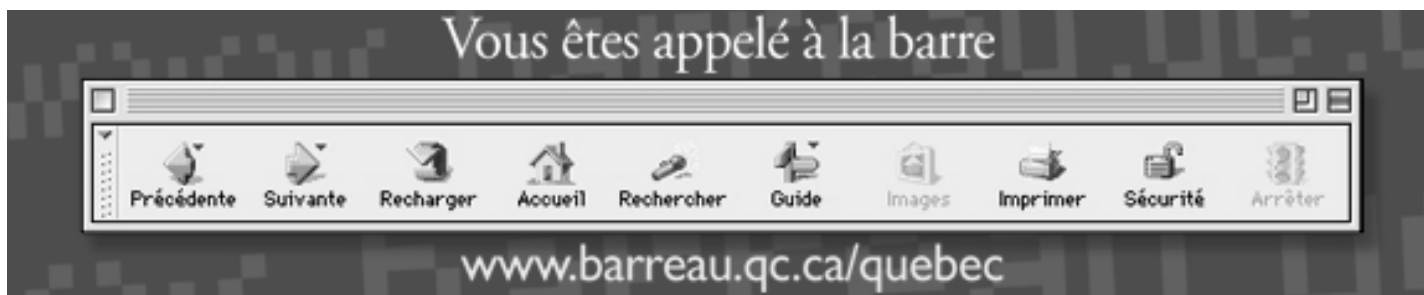 Vous êtes appelé à la barre
Précédente Suivante Recharger Accueil Rechercher Guide Images Imprimer Sécurité Arrêter
www.barreau.qc.ca/quebec